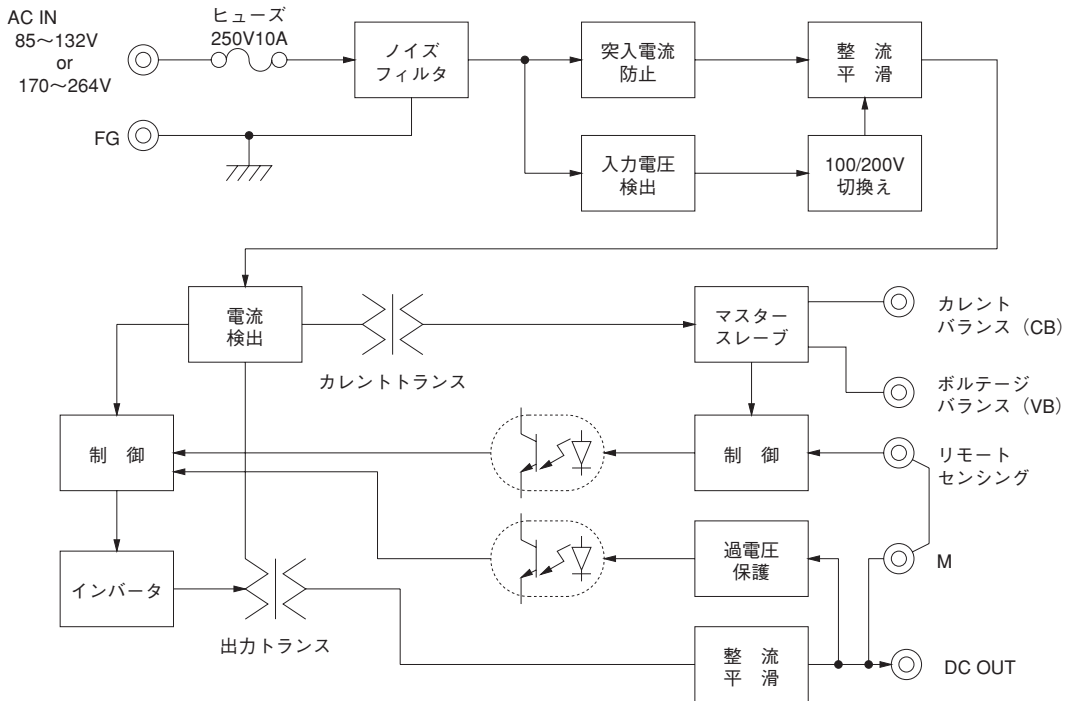 AC IN
85～132V
or
170～264V
ヒューズ
250V10A
ノイズ
フィルタ
突入電流
防止
整　流
平　滑
FG
入力電圧
検出
100/200V
切換え
電流
検出
カレントトランス
マスター
スレーブ
カレント
バランス（CB）
ボルテージ
バランス（VB）
制　御
制　御
リモート
センシング
インバータ
過電圧
保護
M
出力トランス
整　流
平　滑
DC OUT